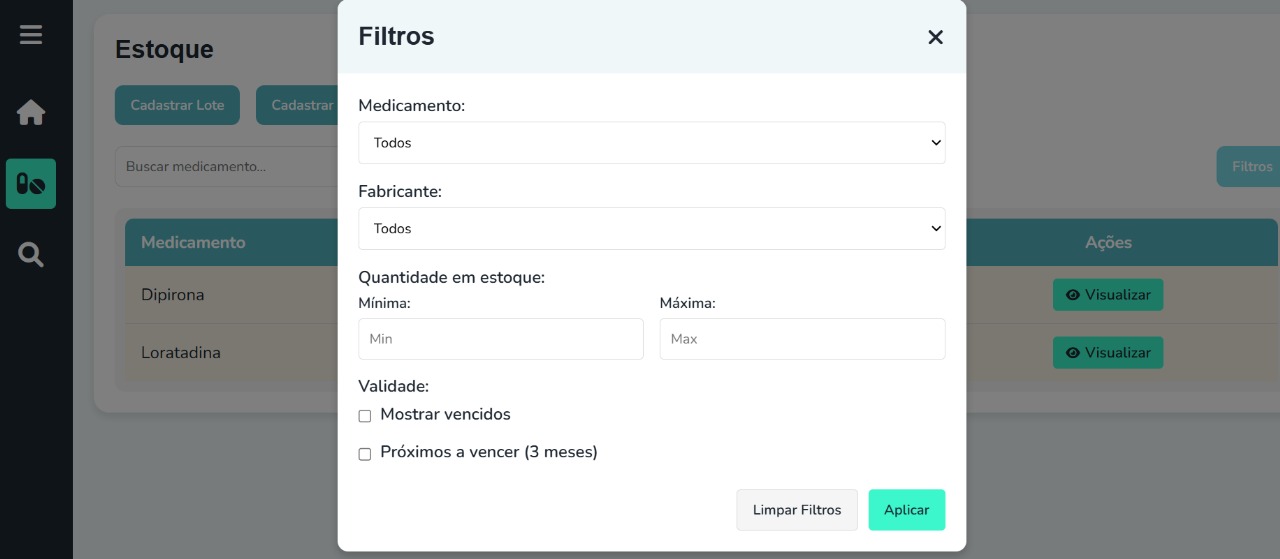 Estoque
Cadastrar Lote
Cadastrar
Buscar medicamento...
Filtros
Medicamento
Ações
Dipirona
Visualizar
Loratadina
Visualizar
Filtros
Medicamento:
Todos
Fabricante:
Todos
Quantidade em estoque:
Mínima: Máxima:
Min Max
Validade:
Mostrar vencidos
Próximos a vencer (3 meses)
Limpar Filtros Aplicar